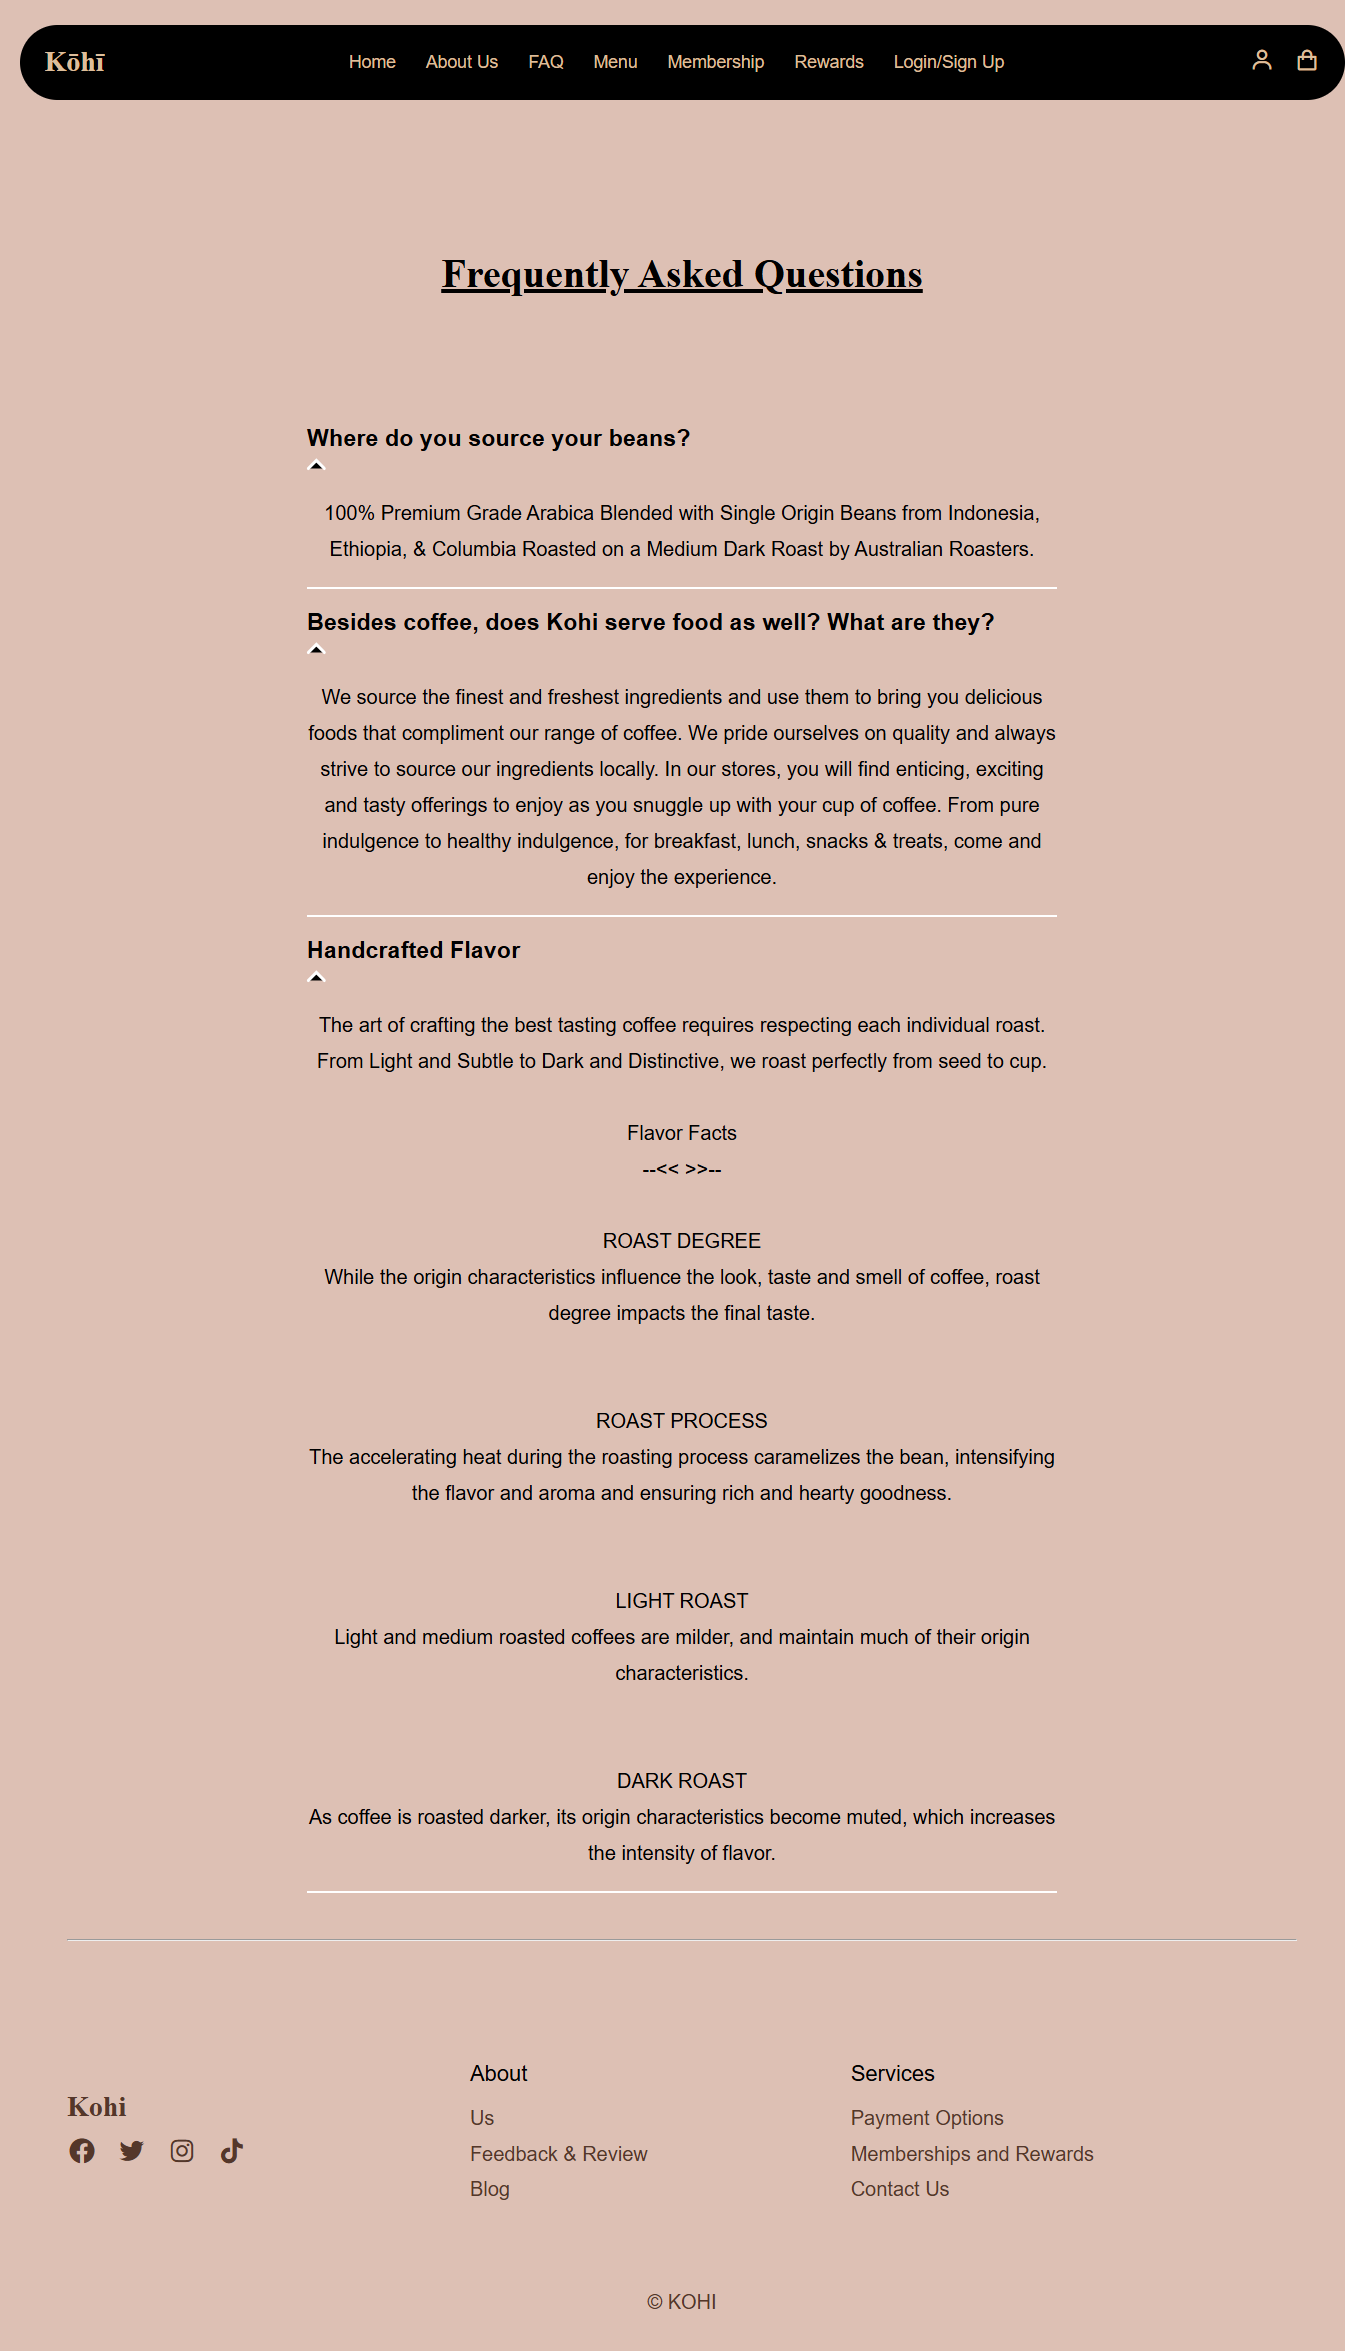 Kōhī
Home About Us FAQ Menu Membership Rewards Login/Sign Up
Frequently Asked Questions
Where do you source your beans?
100% Premium Grade Arabica Blended with Single Origin Beans from Indonesia,
Ethiopia, & Columbia Roasted on a Medium Dark Roast by Australian Roasters.
Besides coffee, does Kohi serve food as well? What are they?
We source the finest and freshest ingredients and use them to bring you delicious
foods that compliment our range of coffee. We pride ourselves on quality and always
strive to source our ingredients locally. In our stores, you will find enticing, exciting
and tasty offerings to enjoy as you snuggle up with your cup of coffee. From pure
indulgence to healthy indulgence, for breakfast, lunch, snacks & treats, come and
enjoy the experience.
Handcrafted Flavor
The art of crafting the best tasting coffee requires respecting each individual roast.
From Light and Subtle to Dark and Distinctive, we roast perfectly from seed to cup.
Flavor Facts
--<< >>--
ROAST DEGREE
While the origin characteristics influence the look, taste and smell of coffee, roast
degree impacts the final taste.
ROAST PROCESS
The accelerating heat during the roasting process caramelizes the bean, intensifying
the flavor and aroma and ensuring rich and hearty goodness.
LIGHT ROAST
Light and medium roasted coffees are milder, and maintain much of their origin
characteristics.
DARK ROAST
As coffee is roasted darker, its origin characteristics become muted, which increases
the intensity of flavor.
Kohi
About
Us
Feedback & Review
Blog
Services
Payment Options
Memberships and Rewards
Contact Us
© KOHI